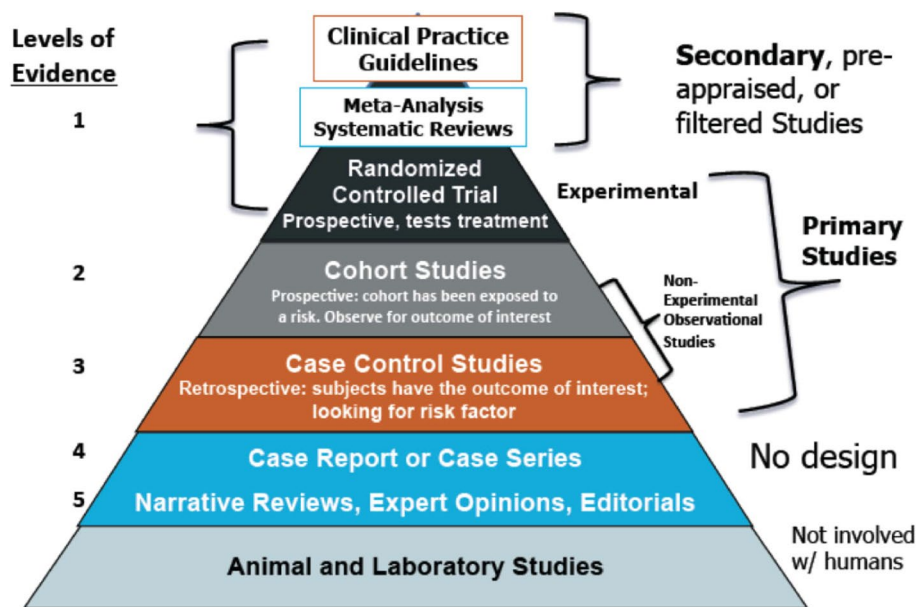 Levels of
Evidence
1
2
3
4
5
Clinical Practice
Guidelines
Meta-Analysis
Systematic Reviews
Randomized
Controlled Trial
Prospective, tests treatment
Cohort Studies
Prospective: cohort has been exposed to
a risk. Observe for outcome of interest
Case Control Studies
Retrospective: subjects have the outcome of interest;
looking for risk factor
Case Report or Case Series
Narrative Reviews, Expert Opinions, Editorials
Animal and Laboratory Studies
Secondary, pre-
appraised, or
filtered Studies
Experimental
Primary
Studies
Non-
Experimental
Observational
Studies
No design
Not involved
w/ humans